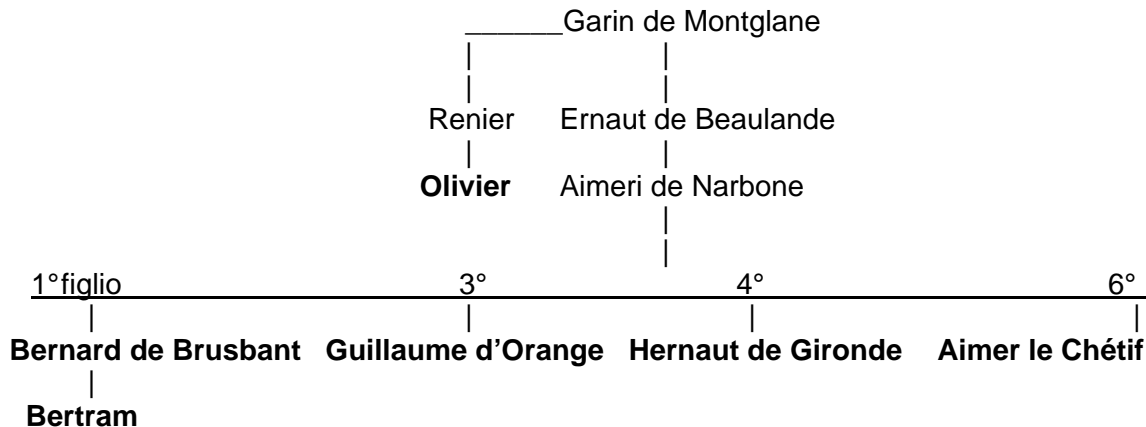 ______Garin de Montglane
Renier Ernaut de Beaulande
Olivier Aimeri de Narbone
1°figlio 3° 4° 6°
Bernard de Brusbant Guillaume d’Orange Hernaut de Gironde Aimer le Chétif
Bertram